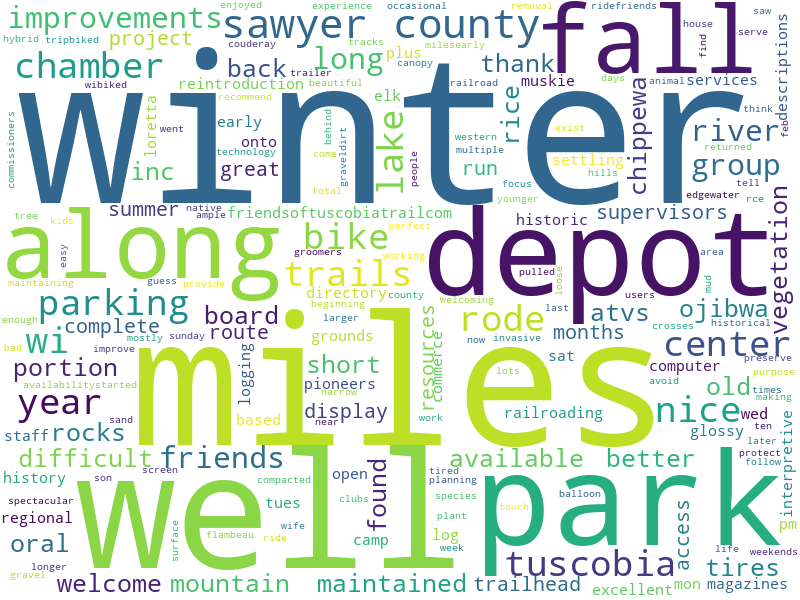 improvements
enjoyed
experience
occasional
removal
ridefriends
saw
sawyer county
fall
house
serve
find
descriptions
hybrid
tripbiked
couderay
tracks
milesearly
project
long
plus
canopy
thank
chamber
wibiked
back
trailer
railroad
days
animal
services
muskie
reintroduction
beautiful
recommend
elk
winter
commissioners
loretta
went
early
technology
onto
great
behind
come
total
graveldirt
people
lake
western
multiple
run
rice
exist
settling
hills
focus
younger
chippewa
feb
think
returned
river
group
tell
edgewater
rce
inc
summer
native
ample
tree
kids
friendsoftuscobiatrailcom
historic
supervisors
vegetation
along
easy
bike
groomers
perfect
working
depot
pulled
area
users
loose
mud
trails
maintaining
guess
provide
directory
county
beginning
welcoming
last
crosses
historical
parking
enough
complete
board
route
larger
grounds
resources
commerce
rode
atvs
ojibwa
months
now
invasive
preserve
wi
mostly
sunday
bad
improve
narrow
miles
center
portion
availabilitystarted
logging
short
pioneers
sat
computer
avoid
lots
purpose
times
making
year
sand
based
display
near
work
railroading
nice
old
wed
ten
glossy
later
protect
staff
rocks
difficult
friends
history
screen
son
compacted
open
clubs
found
tired
planning
available
better
follow
interpretive
well
park
spectacular
regional
surface
flambeau
ride
tues
wife
camp
log
week
species
plant
touch
balloon
access
life
weekends
pm
oral
longer
gravel
tuscobia
tires
welcome
mountain
maintained
trailhead
excellent
mon
magazines